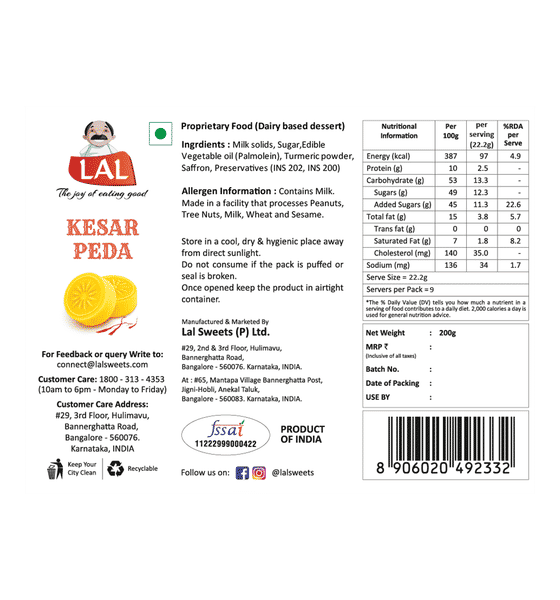 LAL
The joy of eating good
KESAR
PEDA
For Feedback or query Write to:
connect@lalsweets.com
Customer Care: 1800 - 313 - 4353
(10am to 6pm - Monday to Friday)
Customer Care Address:
#29, 3rd Floor, Hulimavu,
Bannerghatta Road,
Bangalore - 560076.
Karnataka, INDIA
Keep Your
City Clean
Recyclable
Proprietary Food (Dairy based dessert)
Ingrdients : Milk solids, Sugar,Edible
Vegetable oil (Palmolein), Turmeric powder,
Saffron, Preservatives (INS 202, INS 200)
Allergen Information : Contains Milk.
Made in a facility that processes Peanuts,
Tree Nuts, Milk, Wheat and Sesame.
Store in a cool, dry & hygienic place away
from direct sunlight.
Do not consume if the pack is puffed or
seal is broken.
Once opened keep the product in airtight
container.
Manufactured & Marketed By
Lal Sweets (P) Ltd.
#29, 2nd & 3rd Floor, Hulimavu,
Bannerghatta Road,
Bangalore - 560076. Karnataka, INDIA.
At : #65, Mantapa Village Bannerghatta Post,
Jigni-Hobli, Anekal Taluk,
Bangalore - 560083. Karnataka, INDIA.
fssai
11222999000422
PRODUCT
OF INDIA
Follow us on: @lalsweets
Nutritional Information Per 100g per serving (22.2g) %RDA per Serve
Energy (kcal) 387 97 4.9
Protein (g) 10 2.5 -
Carbohydrate (g) 53 13.3 -
Sugars (g) 49 12.3 -
Added Sugars (g) 45 11.3 22.6
Total fat (g) 15 3.8 5.7
Trans fat (g) 0 0 0
Saturated Fat (g) 7 1.8 8.2
Cholesterol (mg) 140 35.0 -
Sodium (mg) 136 34 1.7
Serve Size = 22.2g
Servers per Pack = 9
*The % Daily Value (DV) tells you how much a nutrient in a
serving of food contributes to a daily diet. 2,000 calories a day is
used for general nutrition advice.
Net Weight : 200g
MRP ₹ :
(Inclusive of all taxes)
Batch No. :
Date of Packing :
USE BY :
8 906020 492332